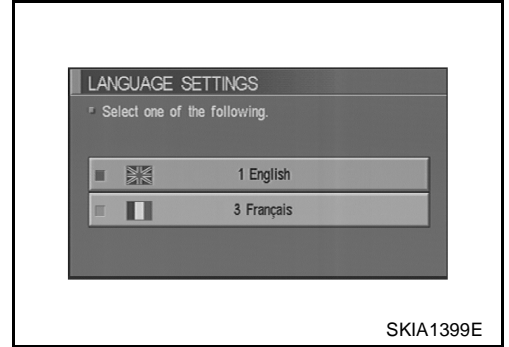 LANGUAGE SETTINGS
Select one of the following.
1 English
3 Français
SKIA1399E